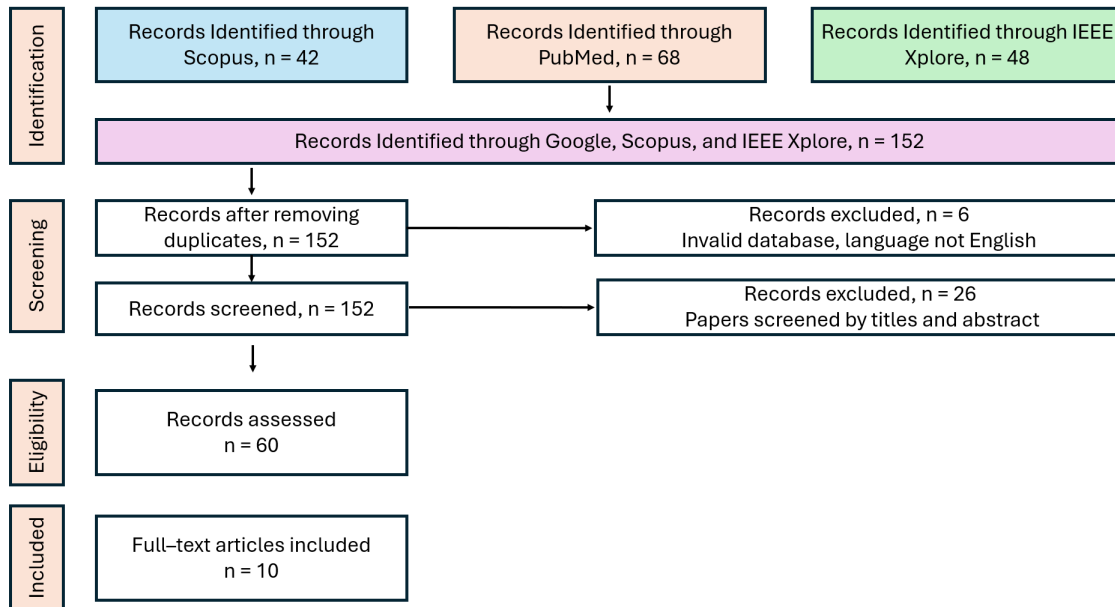 Identification
Records Identified through
Scopus, n = 42
Records Identified through
PubMed, n = 68
Records Identified through IEEE
Xplore, n = 48
Records Identified through Google, Scopus, and IEEE Xplore, n = 152
Screening
Records after removing
duplicates, n = 152
Records excluded, n = 6
Invalid database, language not English
Records screened, n = 152
Records excluded, n = 26
Papers screened by titles and abstract
Eligibility
Records assessed
n = 60
Included
Full–text articles included
n = 10